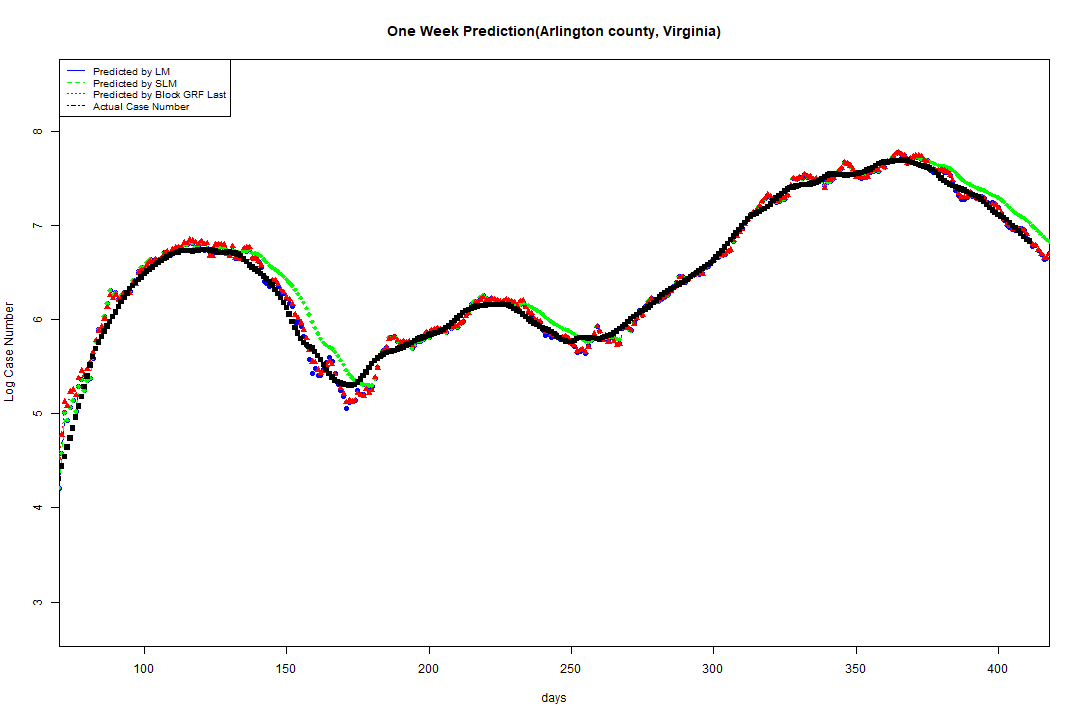 One Week Prediction(Arlington county, Virginia)
Predicted by LM
Predicted by SLM
Predicted by Block GRF Last
Actual Case Number
8
7
6
5
4
3
Log Case Number
100 150 200 250 300 350 400
days